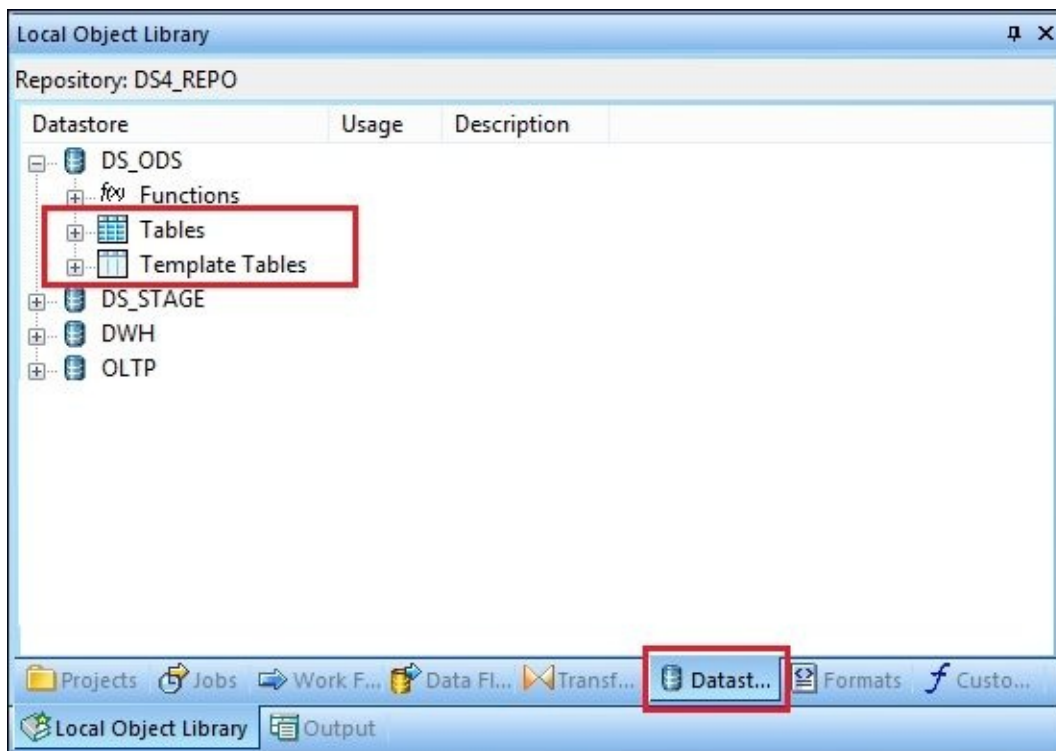 Local Object Library
Repository: DS4_REPO
Datastore Usage Description
DS_ODS
f(x) Functions
Tables
Template Tables
DS_STAGE
DWH
OLTP
Projects Jobs Work F... Data Fl... Transf... Datast... Formats f Custo...
Local Object Library Output